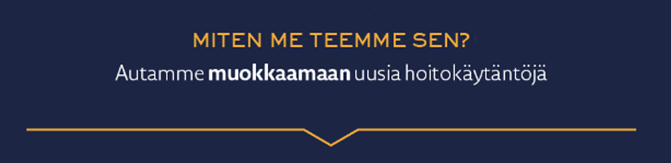 MITEN ME TEEMME SEN?
Autamme muokkaamaan uusia hoitokäytäntöjä